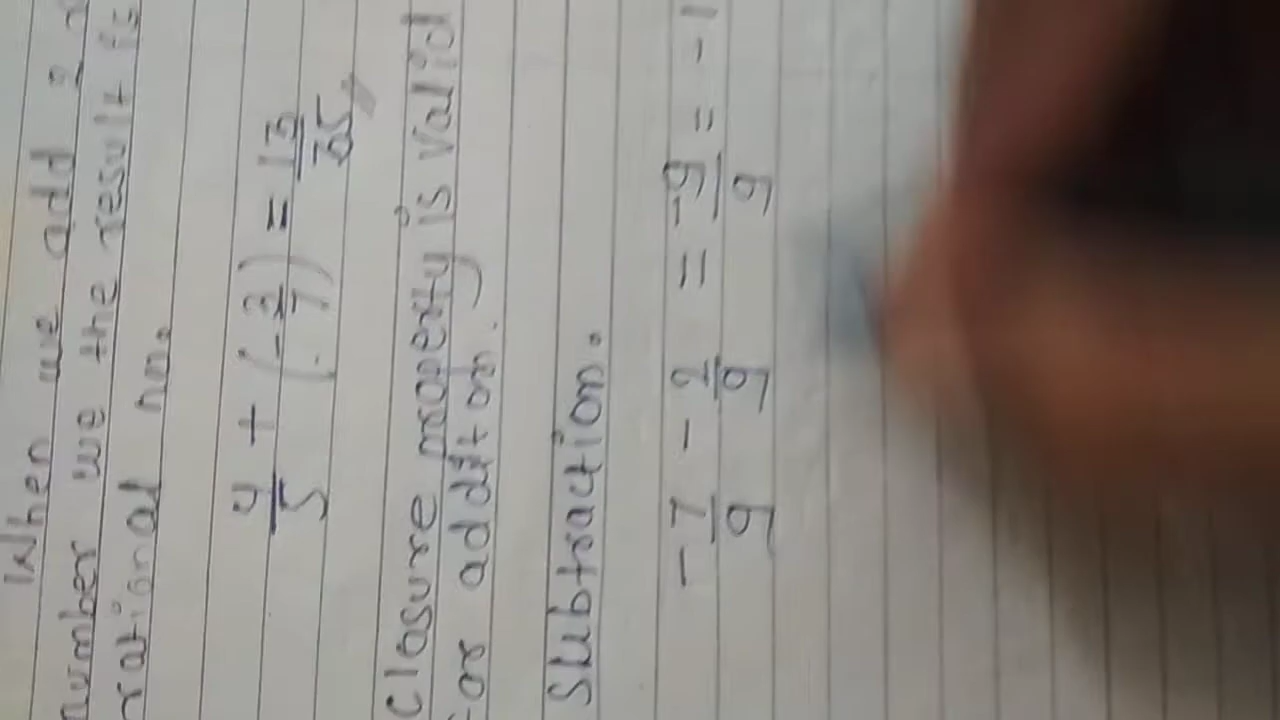 When we add 2
number we the result is
rational no.
4/5 + (-3/7) = 13/35
Closure property is valid
for addition.
Subtraction.
-7/9 - 2/9 = -9/9 = -1